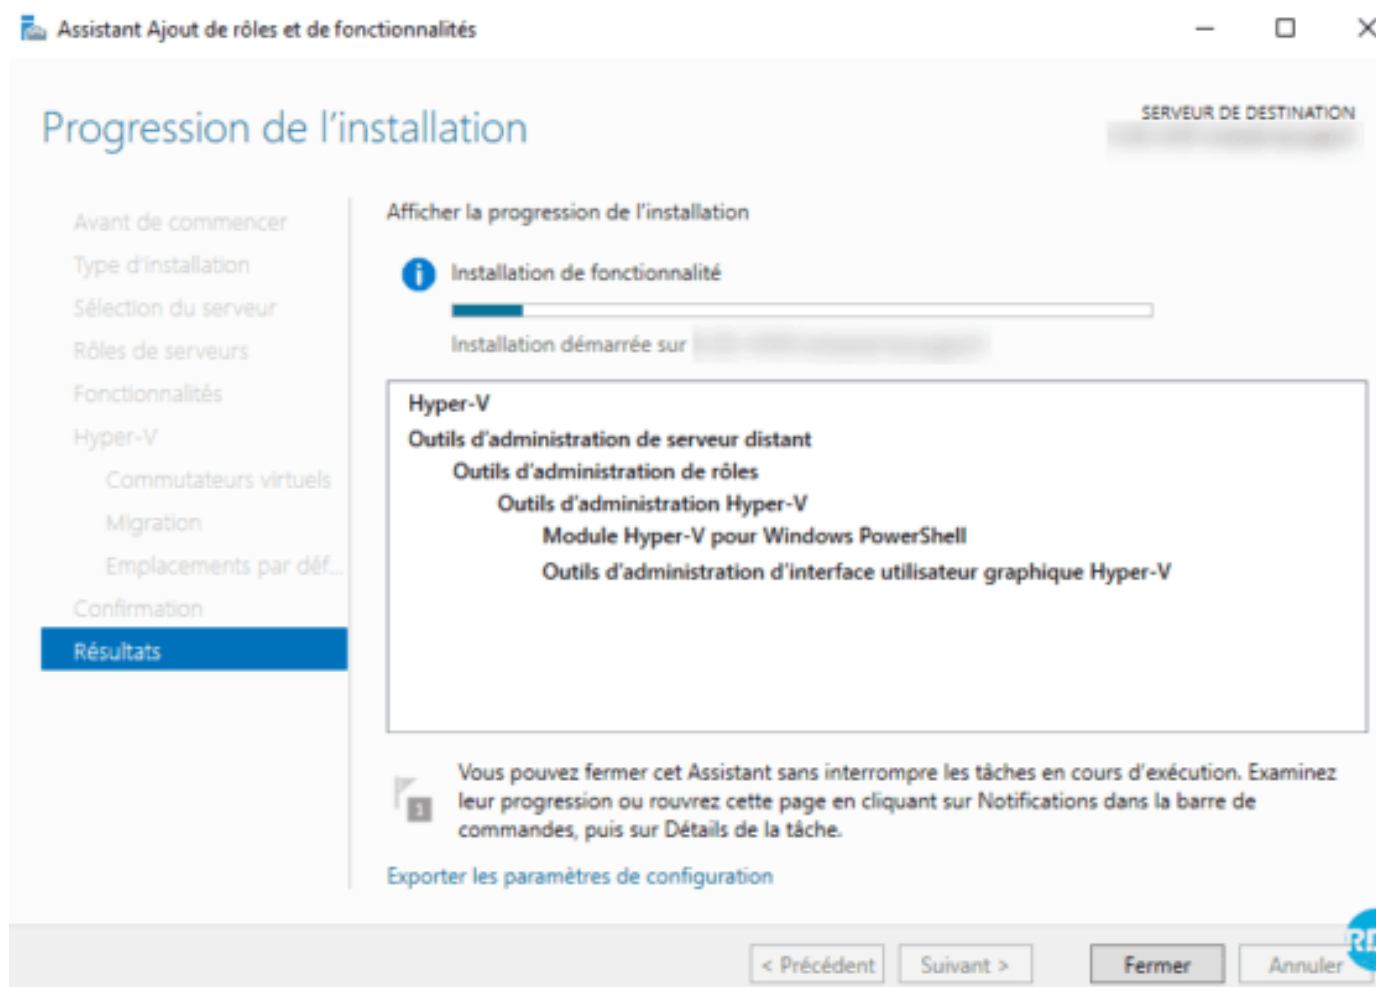 Assistant Ajout de rôles et de fonctionnalités
Progression de l'installation
SERVEUR DE DESTINATION
Avant de commencer
Type d'installation
Sélection du serveur
Rôles de serveurs
Fonctionnalités
Hyper-V
Commutateurs virtuels
Migration
Emplacements par déf...
Confirmation
Résultats
Afficher la progression de l'installation
Installation de fonctionnalité
Installation démarrée sur
Hyper-V
Outils d'administration de serveur distant
Outils d'administration de rôles
Outils d'administration Hyper-V
Module Hyper-V pour Windows PowerShell
Outils d'administration d'interface utilisateur graphique Hyper-V
1
Vous pouvez fermer cet Assistant sans interrompre les tâches en cours d'exécution. Examinez
leur progression ou rouvrez cette page en cliquant sur Notifications dans la barre de
commandes, puis sur Détails de la tâche.
Exporter les paramètres de configuration
< Précédent
Suivant >
Fermer
Annuler